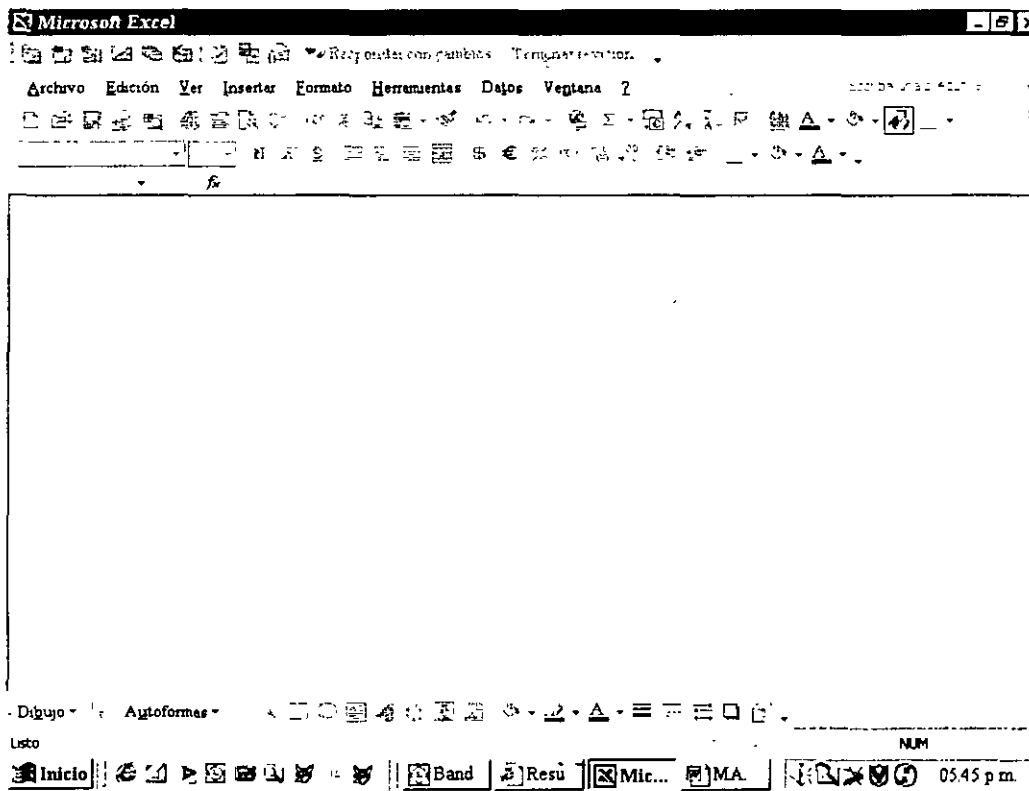 Microsoft Excel
Responder con cambios Terminar revisión
Archivo Edición Ver Insertar Formato Herramientas Datos Ventana ?
N S $ €
fx
Dibujo Autoformas
Listo NUM
Inicio Band Resu Mic... MA. 05.45 p m.